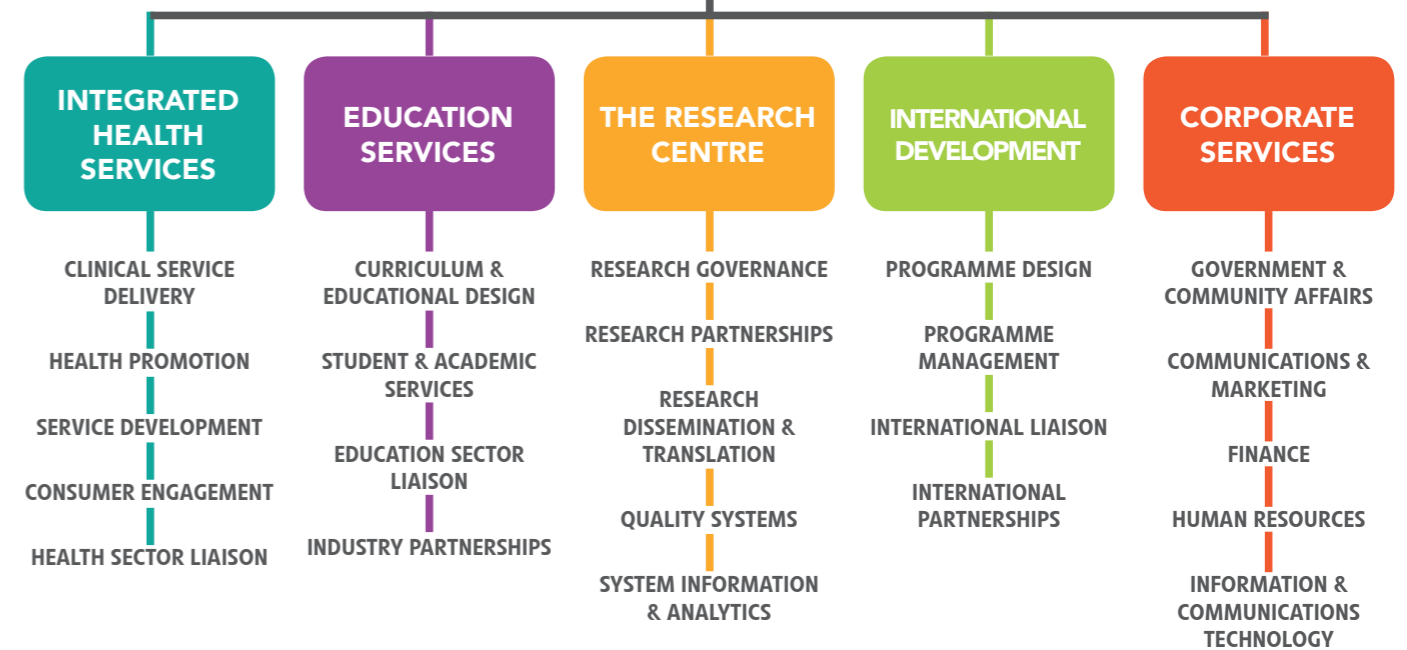 INTEGRATED
HEALTH
SERVICES
CLINICAL SERVICE
DELIVERY
HEALTH PROMOTION
SERVICE DEVELOPMENT
CONSUMER ENGAGEMENT
HEALTH SECTOR LIAISON
EDUCATION
SERVICES
CURRICULUM &
EDUCATIONAL DESIGN
STUDENT & ACADEMIC
SERVICES
EDUCATION SECTOR
LIAISON
INDUSTRY PARTNERSHIPS
THE RESEARCH
CENTRE
RESEARCH GOVERNANCE
RESEARCH PARTNERSHIPS
RESEARCH
DISSEMINATION &
TRANSLATION
QUALITY SYSTEMS
SYSTEM INFORMATION
& ANALYTICS
INTERNATIONAL
DEVELOPMENT
PROGRAMME DESIGN
PROGRAMME
MANAGEMENT
INTERNATIONAL LIAISON
INTERNATIONAL
PARTNERSHIPS
CORPORATE
SERVICES
GOVERNMENT &
COMMUNITY AFFAIRS
COMMUNICATIONS &
MARKETING
FINANCE
HUMAN RESOURCES
INFORMATION &
COMMUNICATIONS
TECHNOLOGY